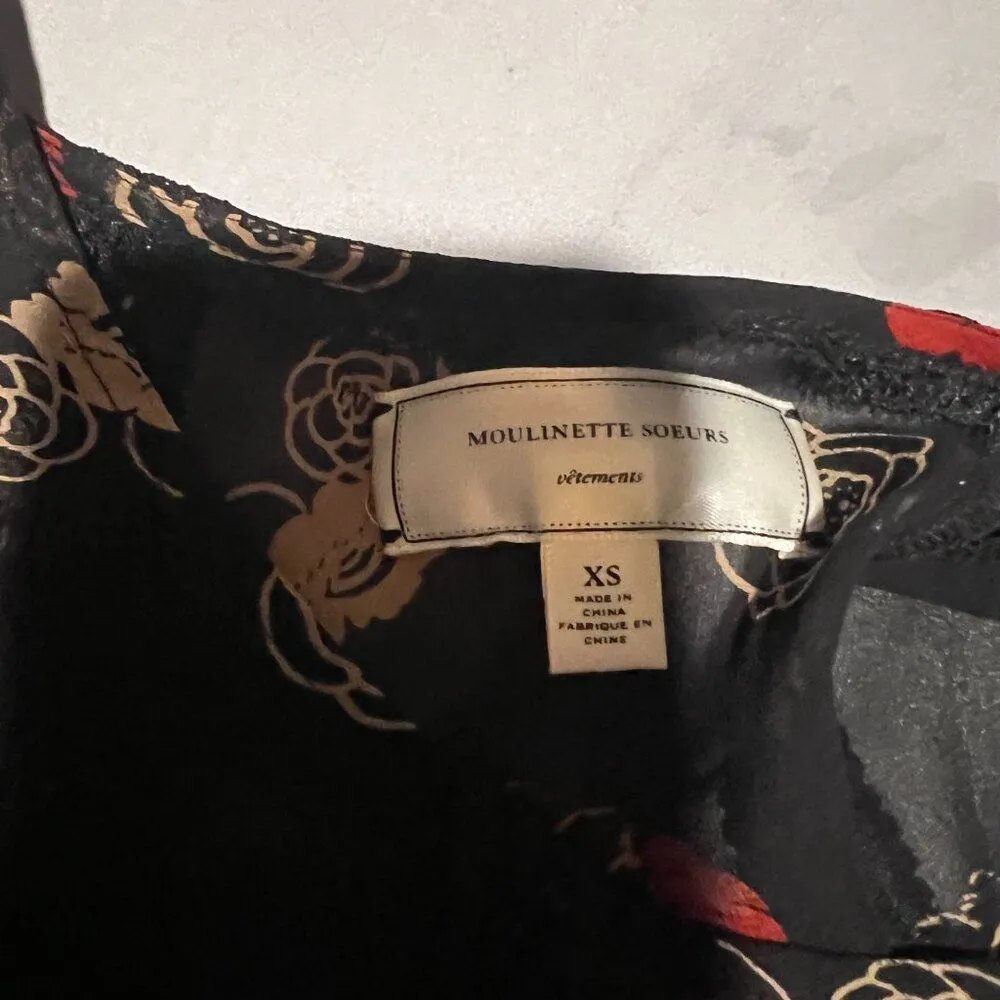 MOULINETTE SOEURS
vêtements
XS
MADE IN
CHINA
FABRIQUE EN
CHINE